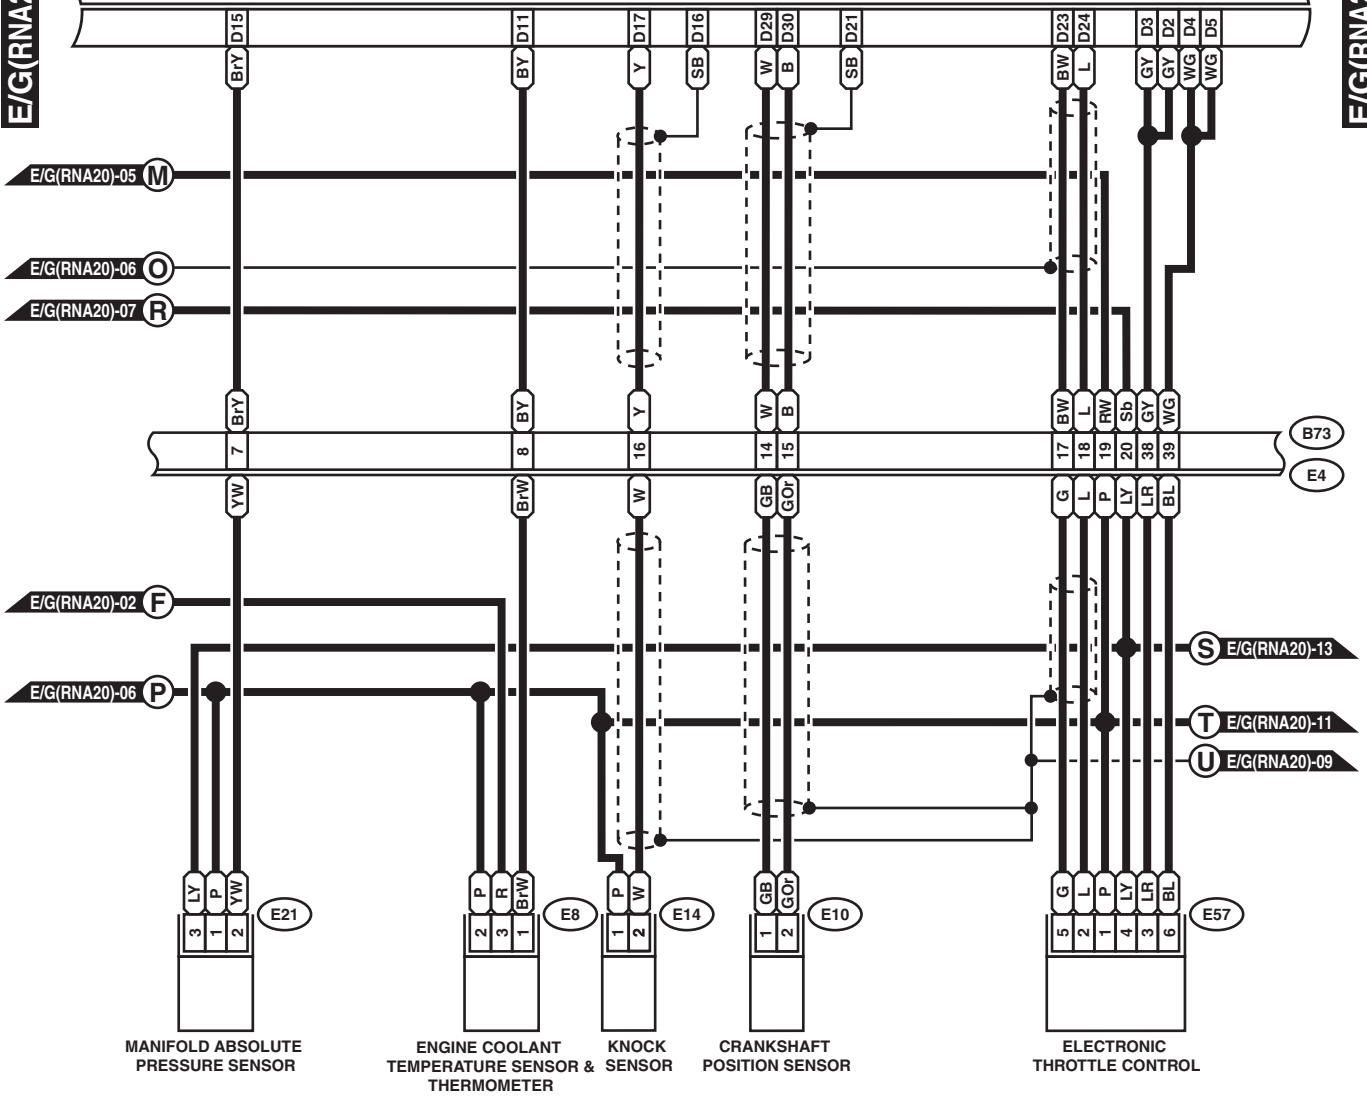 E/G(RNA2
E/G(RNA2
D15 D11 D17 D16 D29 D30 D21 D23 D24 D3 D2 D4 D5
BrY BY Y SB W B SB BW L GY GY WG WG
E/G(RNA20)-05 M
E/G(RNA20)-06 O
E/G(RNA20)-07 R
BrY BY Y W B BW L RW Sb GY WG
7 8 16 14 15 17 18 19 20 38 39
B73
E4
YW BrW W GB GOr G L P LY LR BL
E/G(RNA20)-02 F
S E/G(RNA20)-13
E/G(RNA20)-06 P
T E/G(RNA20)-11
U E/G(RNA20)-09
LY P YW P R BrW P W GB GOr G L P LY LR BL
E21 E8 E14 E10 E57
3 1 2 2 3 1 1 2 1 2 5 2 1 4 3 6
MANIFOLD ABSOLUTE
PRESSURE SENSOR
ENGINE COOLANT
TEMPERATURE SENSOR &
THERMOMETER
KNOCK
SENSOR
CRANKSHAFT
POSITION SENSOR
ELECTRONIC
THROTTLE CONTROL